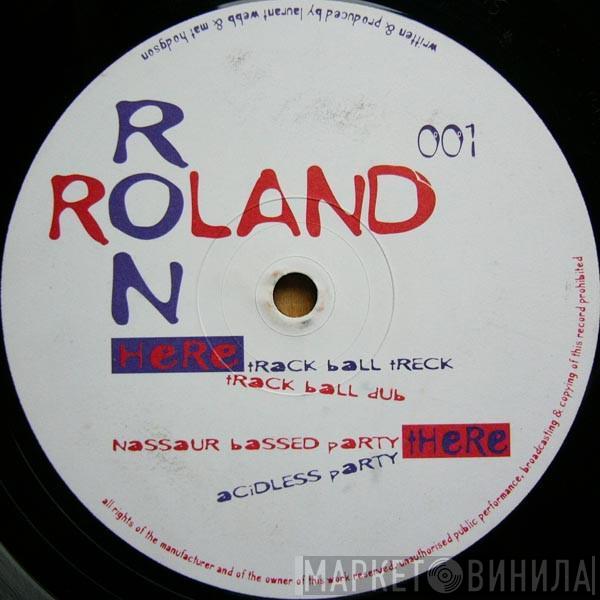 written & produced by laurant webb & mat hodgson
RON
ROLAND
001
HeRe
tRack ball tRECK
tRack ball dub
Nassaur bassed paRty
tHeRe
aCiDLESS paRTY
all rights of the manufacturer and of the owner of this work reserved. unauthorised public performance, broadcasting & copying of this record prohibited
МАРКЕТ ВИНИЛА